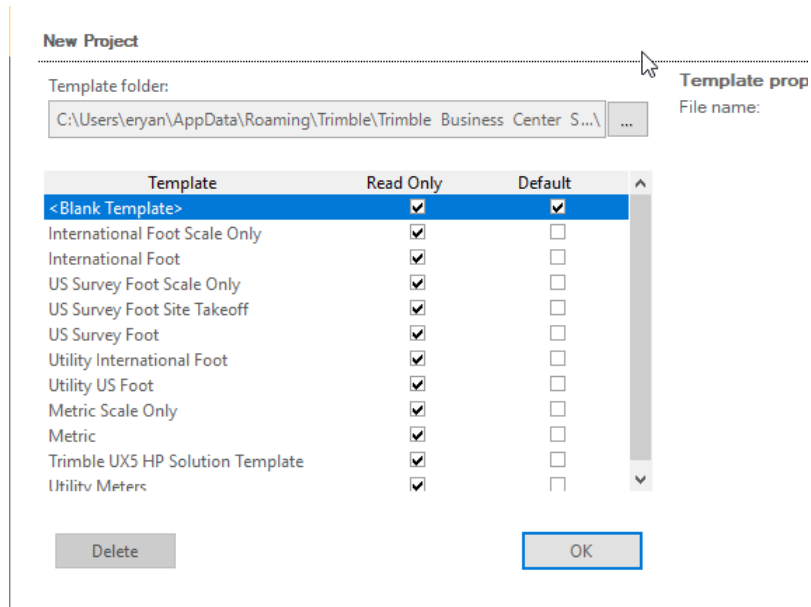 New Project
Template folder:
C:\Users\eryan\AppData\Roaming\Trimble\Trimble Business Center S...\
...
Template prop
File name:
Template Read Only Default
<Blank Template>
International Foot Scale Only
International Foot
US Survey Foot Scale Only
US Survey Foot Site Takeoff
US Survey Foot
Utility International Foot
Utility US Foot
Metric Scale Only
Metric
Trimble UX5 HP Solution Template
Utility Meters
Delete OK